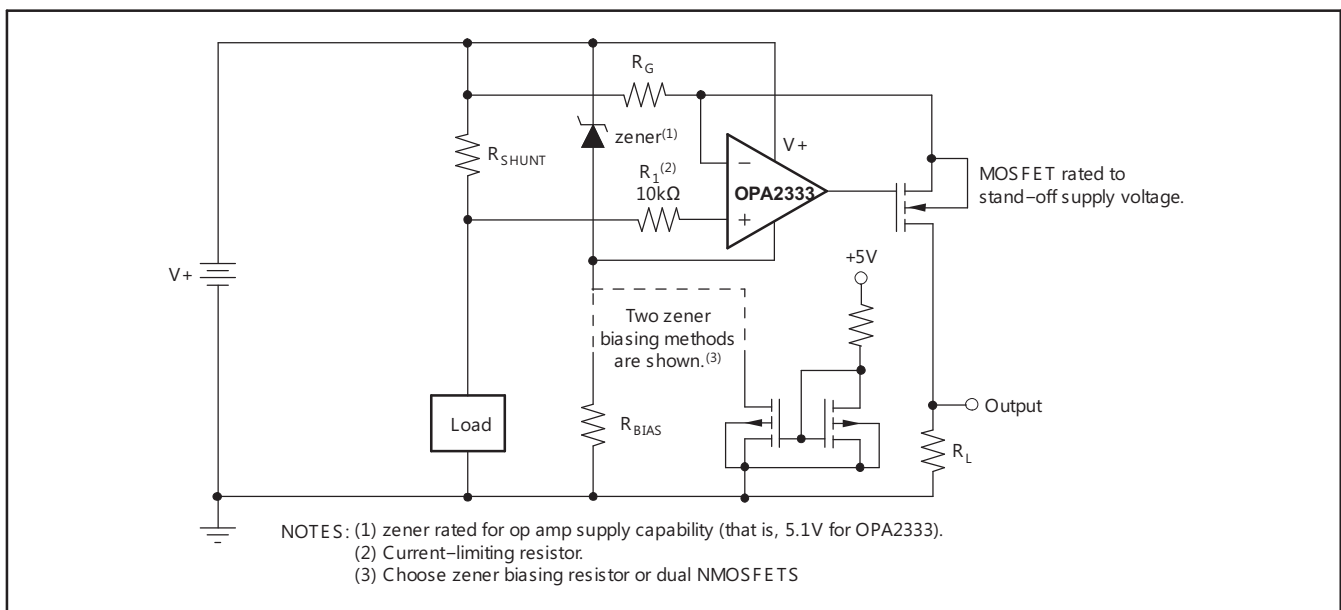 R_G
zener(1)
V+
R_SHUNT
R_1(2)
10kΩ
−
OPA2333
+
MOSFET rated to
stand−off supply voltage.
+5V
V+
Two zener
biasing methods
are shown.(3)
Output
Load
R_BIAS
R_L
NOTES: (1) zener rated for op amp supply capability (that is, 5.1V for OPA2333).
(2) Current−limiting resistor.
(3) Choose zener biasing resistor or dual NMOSFETS